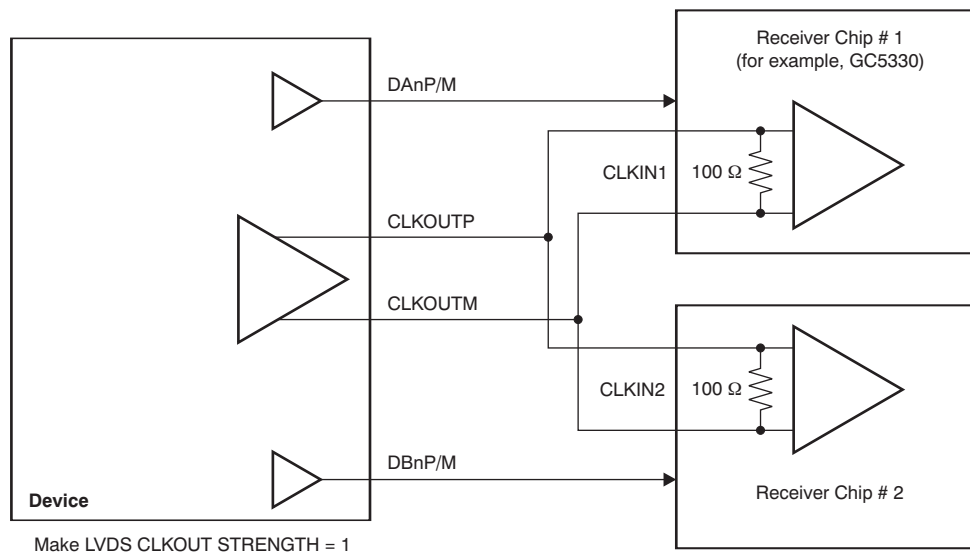 Receiver Chip # 1
(for example, GC5330)
DAnP/M
CLKIN1
100 Ω
CLKOUTP
CLKOUTM
CLKIN2
100 Ω
DBnP/M
Device
Receiver Chip # 2
Make LVDS CLKOUT STRENGTH = 1